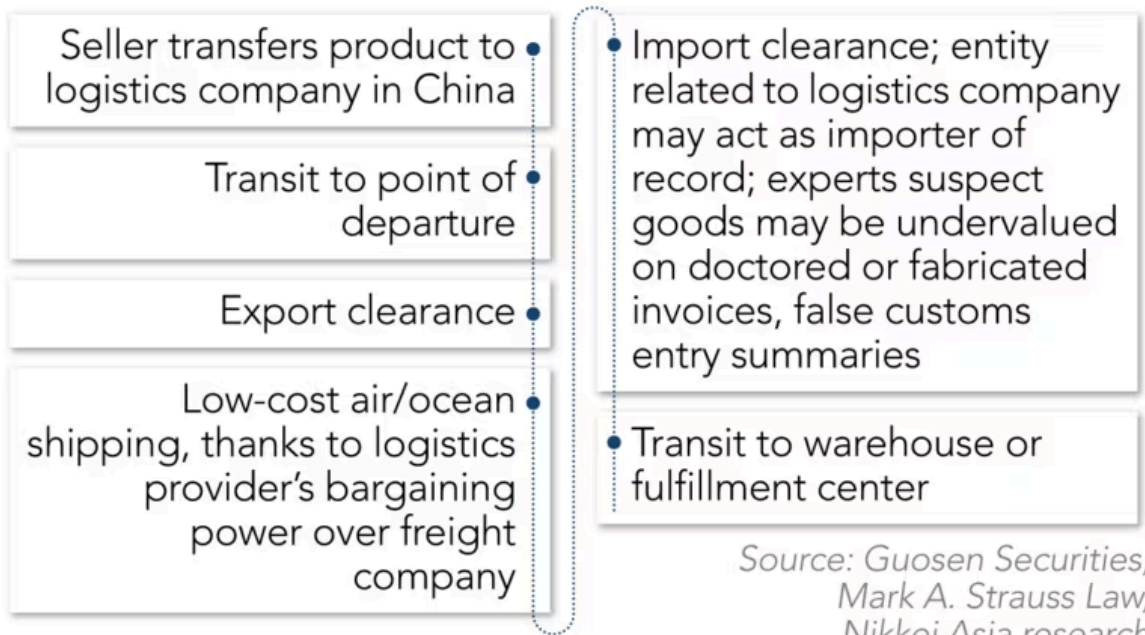 Seller transfers product to
logistics company in China
Transit to point of
departure
Export clearance
Low-cost air/ocean
shipping, thanks to logistics
provider's bargaining
power over freight
company
Import clearance; entity
related to logistics company
may act as importer of
record; experts suspect
goods may be undervalued
on doctored or fabricated
invoices, false customs
entry summaries
Transit to warehouse or
fulfillment center
Source: Guosen Securities,
Mark A. Strauss Law,
Nikkei Asia research